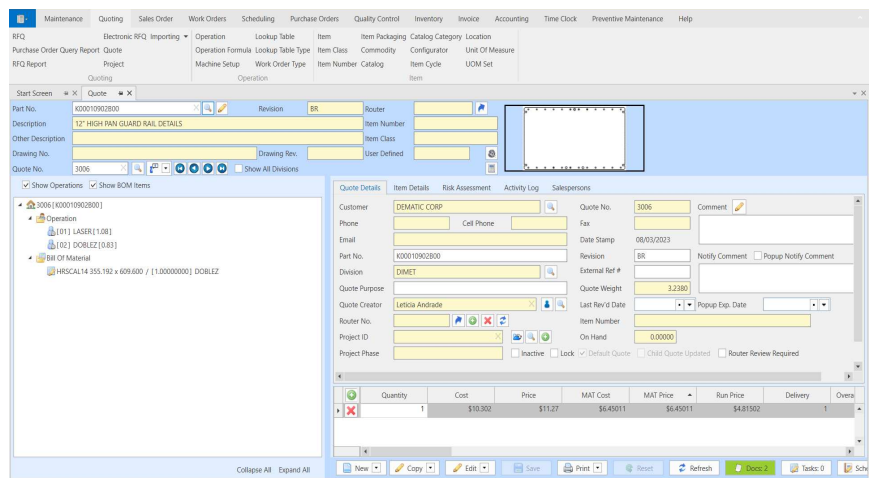 Maintenance Quoting Sales Order Work Orders Scheduling Purchase Orders Quality Control Inventory Invoice Accounting Time Clock Preventive Maintenance Help
RFQ Electronic RFQ Importing Operation Lookup Table Item Item Packaging Catalog Category Location
Purchase Order Query Report Quote Operation Formula Lookup Table Type Item Class Commodity Configurator Unit Of Measure
RFQ Report Project Machine Setup Work Order Type Item Number Catalog Item Cycle UOM Set
Quoting Operation Item
Start Screen Quote
Part No. K00010902B00 Revision BR Router
Description 12" HIGH PAN GUARD RAIL DETAILS Item Number
Other Description Item Class
Drawing No. Drawing Rev. User Defined
Quote No. 3006 Show All Divisions
Show Operations Show BOM Items
3006 [K00010902B00]
Operation
[01] LASER [1.08]
[02] DOBLEZ [0.83]
Bill Of Material
HRSCAL14 355.192 x 609.600 / [1.00000000] DOBLEZ
Collapse All Expand All
Quote Details Item Details Risk Assessment Activity Log Salespersons
Customer DEMATIC CORP Quote No. 3006 Comment
Phone Cell Phone Fax
Email Date Stamp 08/03/2023
Part No. K00010902B00 Revision BR Notify Comment Popup Notify Comment
Division DIMET External Ref #
Quote Purpose Quote Weight 3.2380
Quote Creator Leticia Andrade Last Rev'd Date Popup Exp. Date
Router No. Item Number
Project ID On Hand 0.00000
Project Phase Inactive Lock Default Quote Child Quote Updated Router Review Required
Quantity Cost Price MAT Cost MAT Price Run Price Delivery Overa
1 $10.302 $11.27 $6.45011 $6.45011 $4.81502 1
New Copy Edit Save Print Reset Refresh Docs: 2 Tasks: 0 Sch